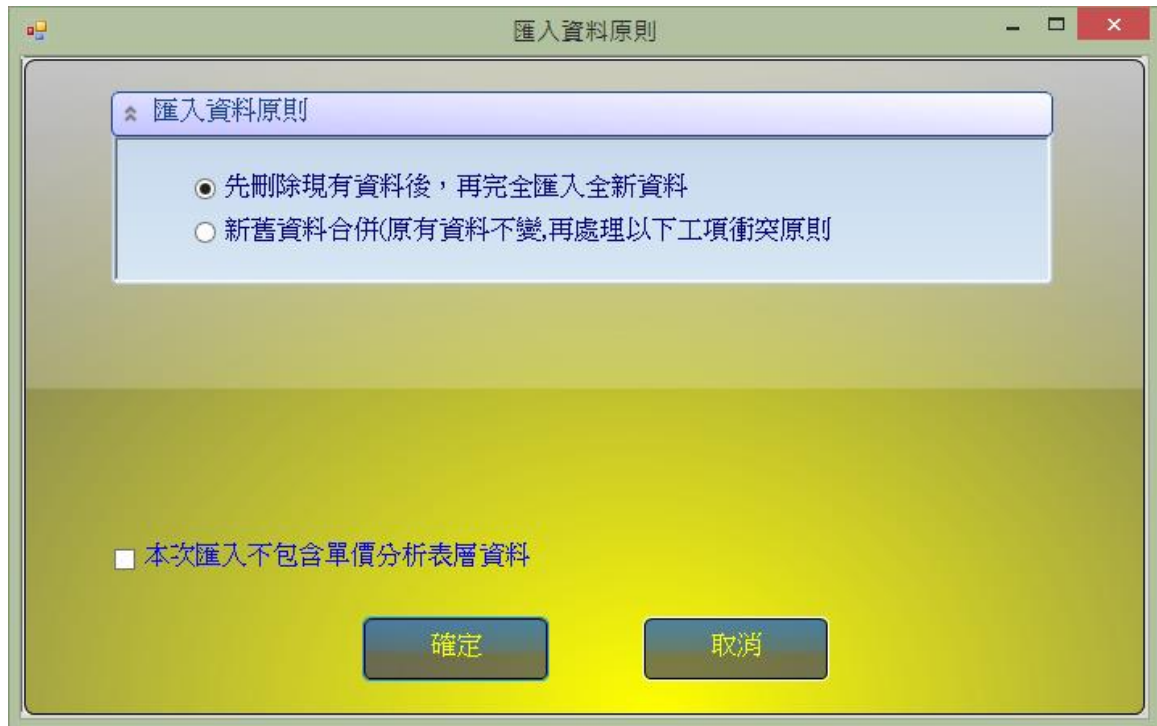 匯入資料原則
匯入資料原則
先刪除現有資料後，再完全匯入全新資料
新舊資料合併(原有資料不變,再處理以下工項衝突原則
本次匯入不包含單價分析表層資料
確定
取消